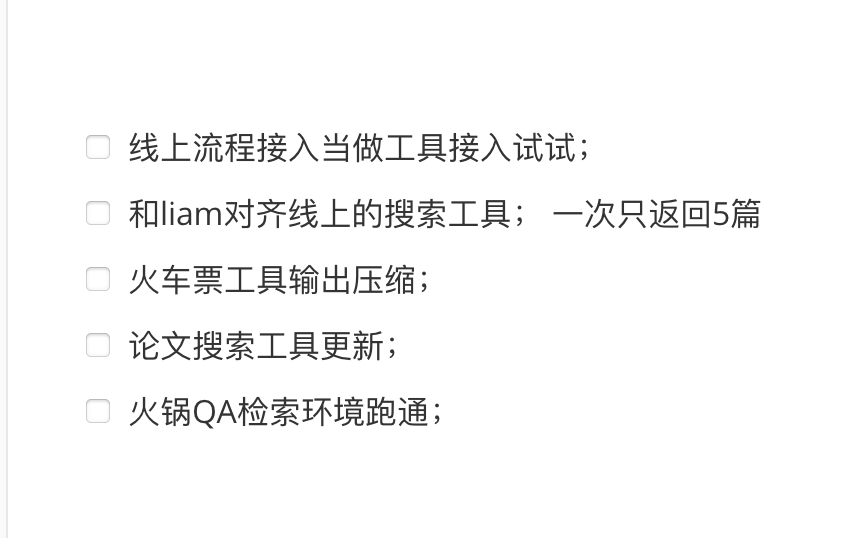 线上流程接入当做工具接入试试；
和liam对齐线上的搜索工具； 一次只返回5篇
火车票工具输出压缩；
论文搜索工具更新；
火锅QA检索环境跑通；